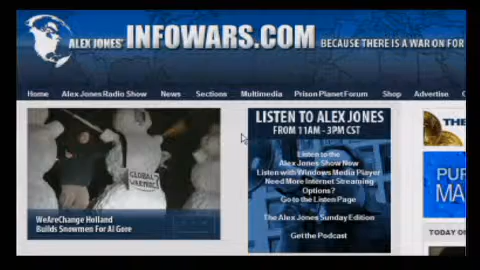 ALEX JONES' INFOWARS.COM BECAUSE THERE IS A WAR ON FOR
Home Alex Jones Radio Show News Sections Multimedia Prison Planet Forum Shop Advertise
GLOBAL
WeAreChange Holland
Builds Snowmen For Al Gore
LISTEN TO ALEX JONES
FROM 11AM - 3PM CST
Listen to the
Alex Jones Show Now
Listen with Windows Media Player
Need More Internet Streaming
Options?
Go to the Listen Page
The Alex Jones Sunday Edition
Get the Podcast
THE
PUR
MA
TODAY O